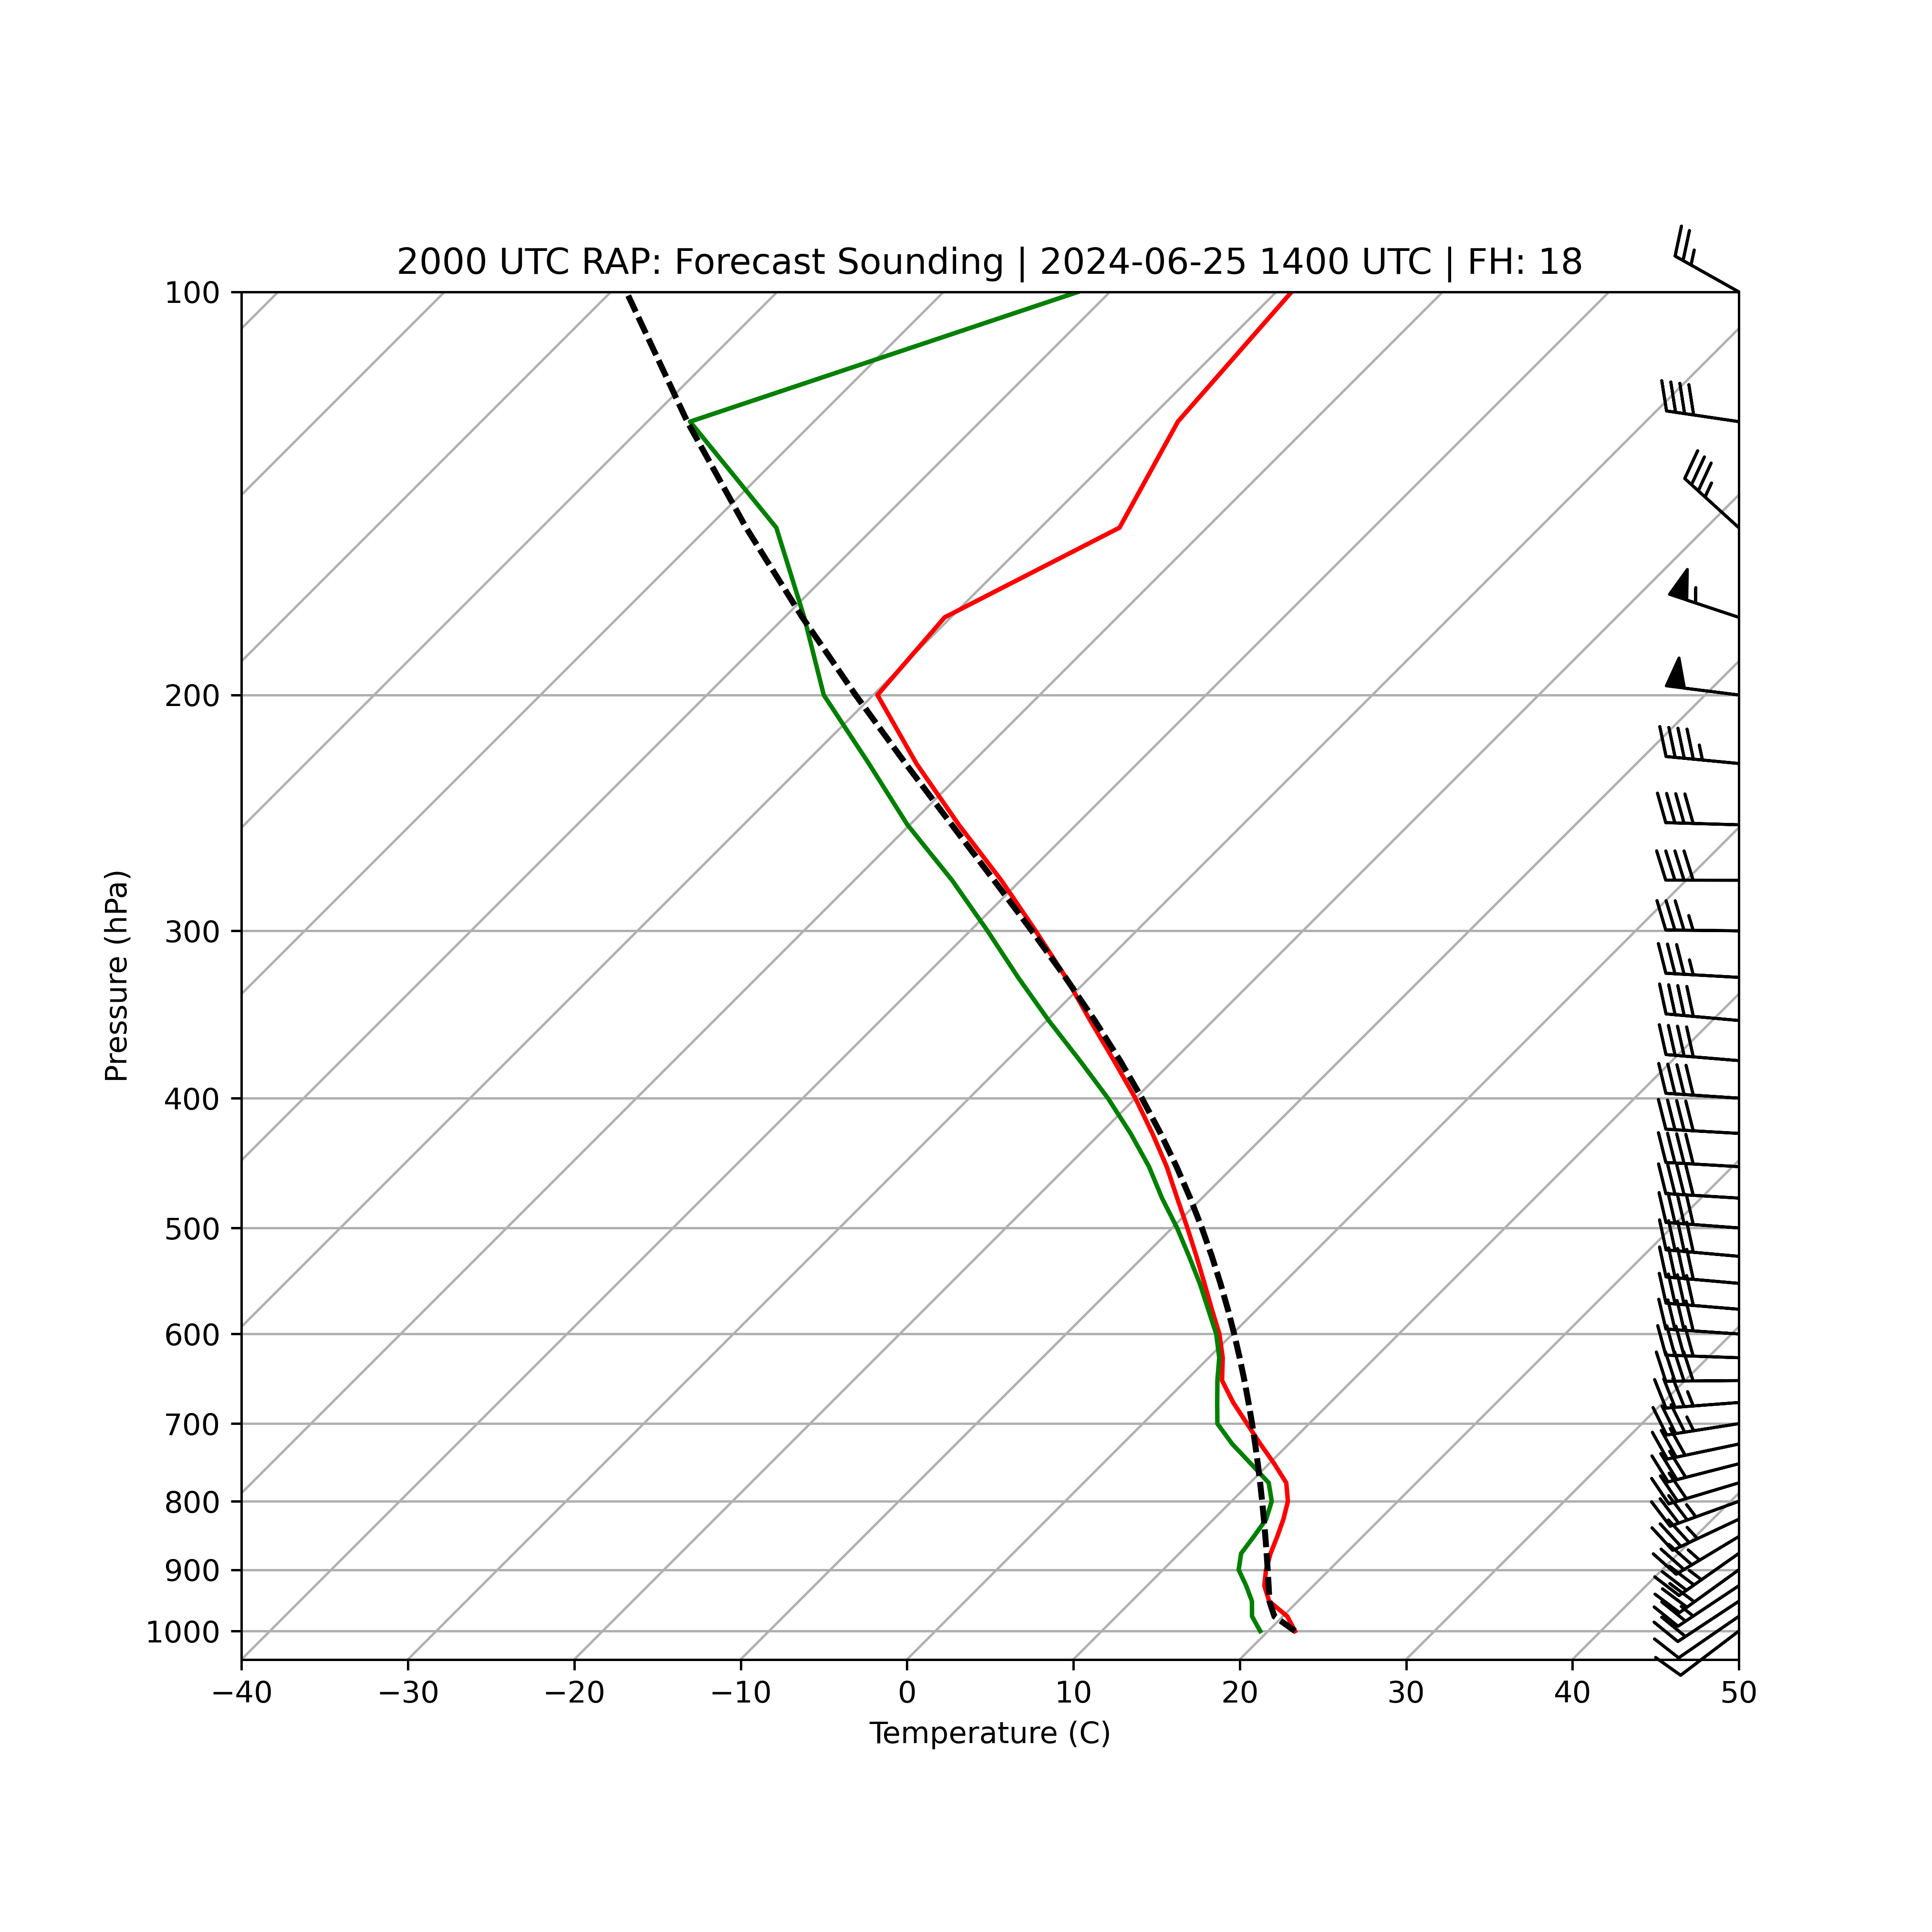 2000 UTC RAP: Forecast Sounding | 2024-06-25 1400 UTC | FH: 18
100
200
300
400
500
600
700
800
900
1000
Pressure (hPa)
−40 −30 −20 −10 0 10 20 30 40 50
Temperature (C)